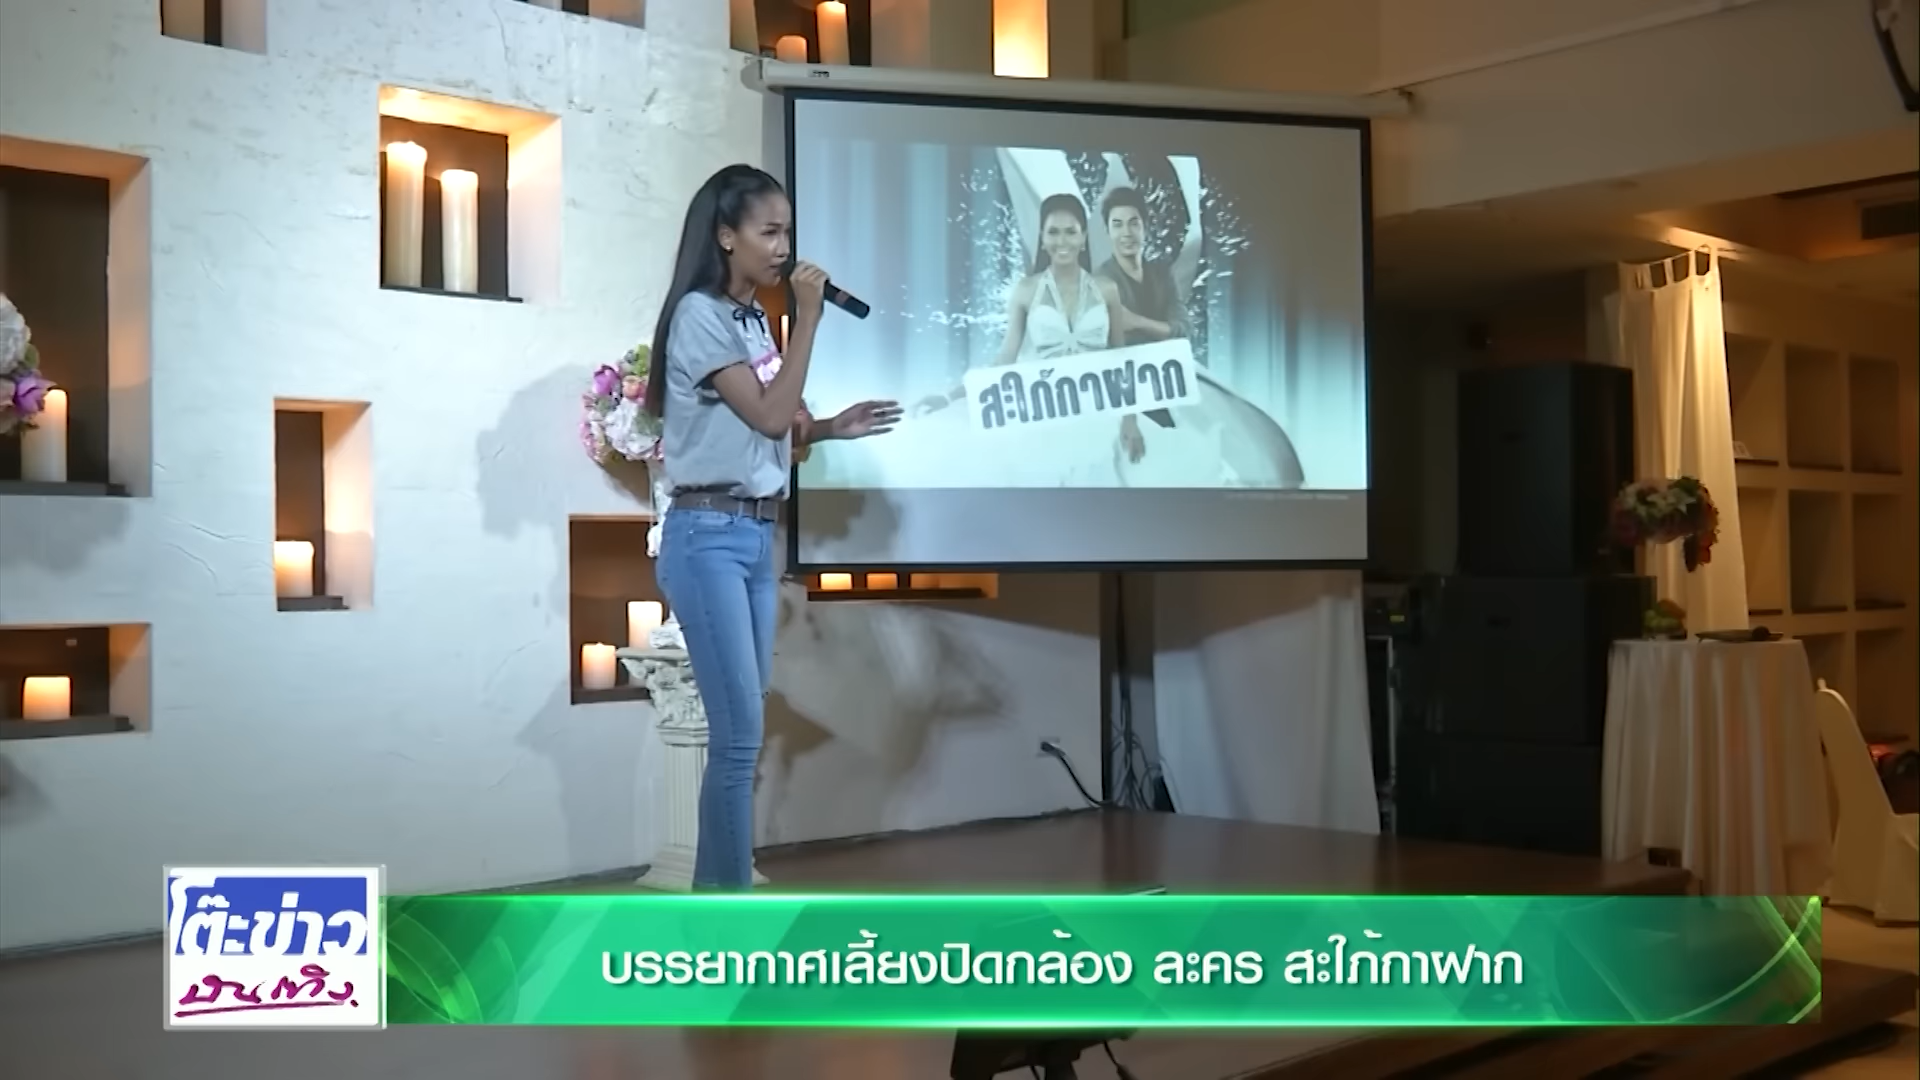 สะใภ้กาฝาก
โต๊ะข่าว
บันเทิง
บรรยากาศเลี้ยงปิดกล้อง ละคร สะใภ้กาฝาก